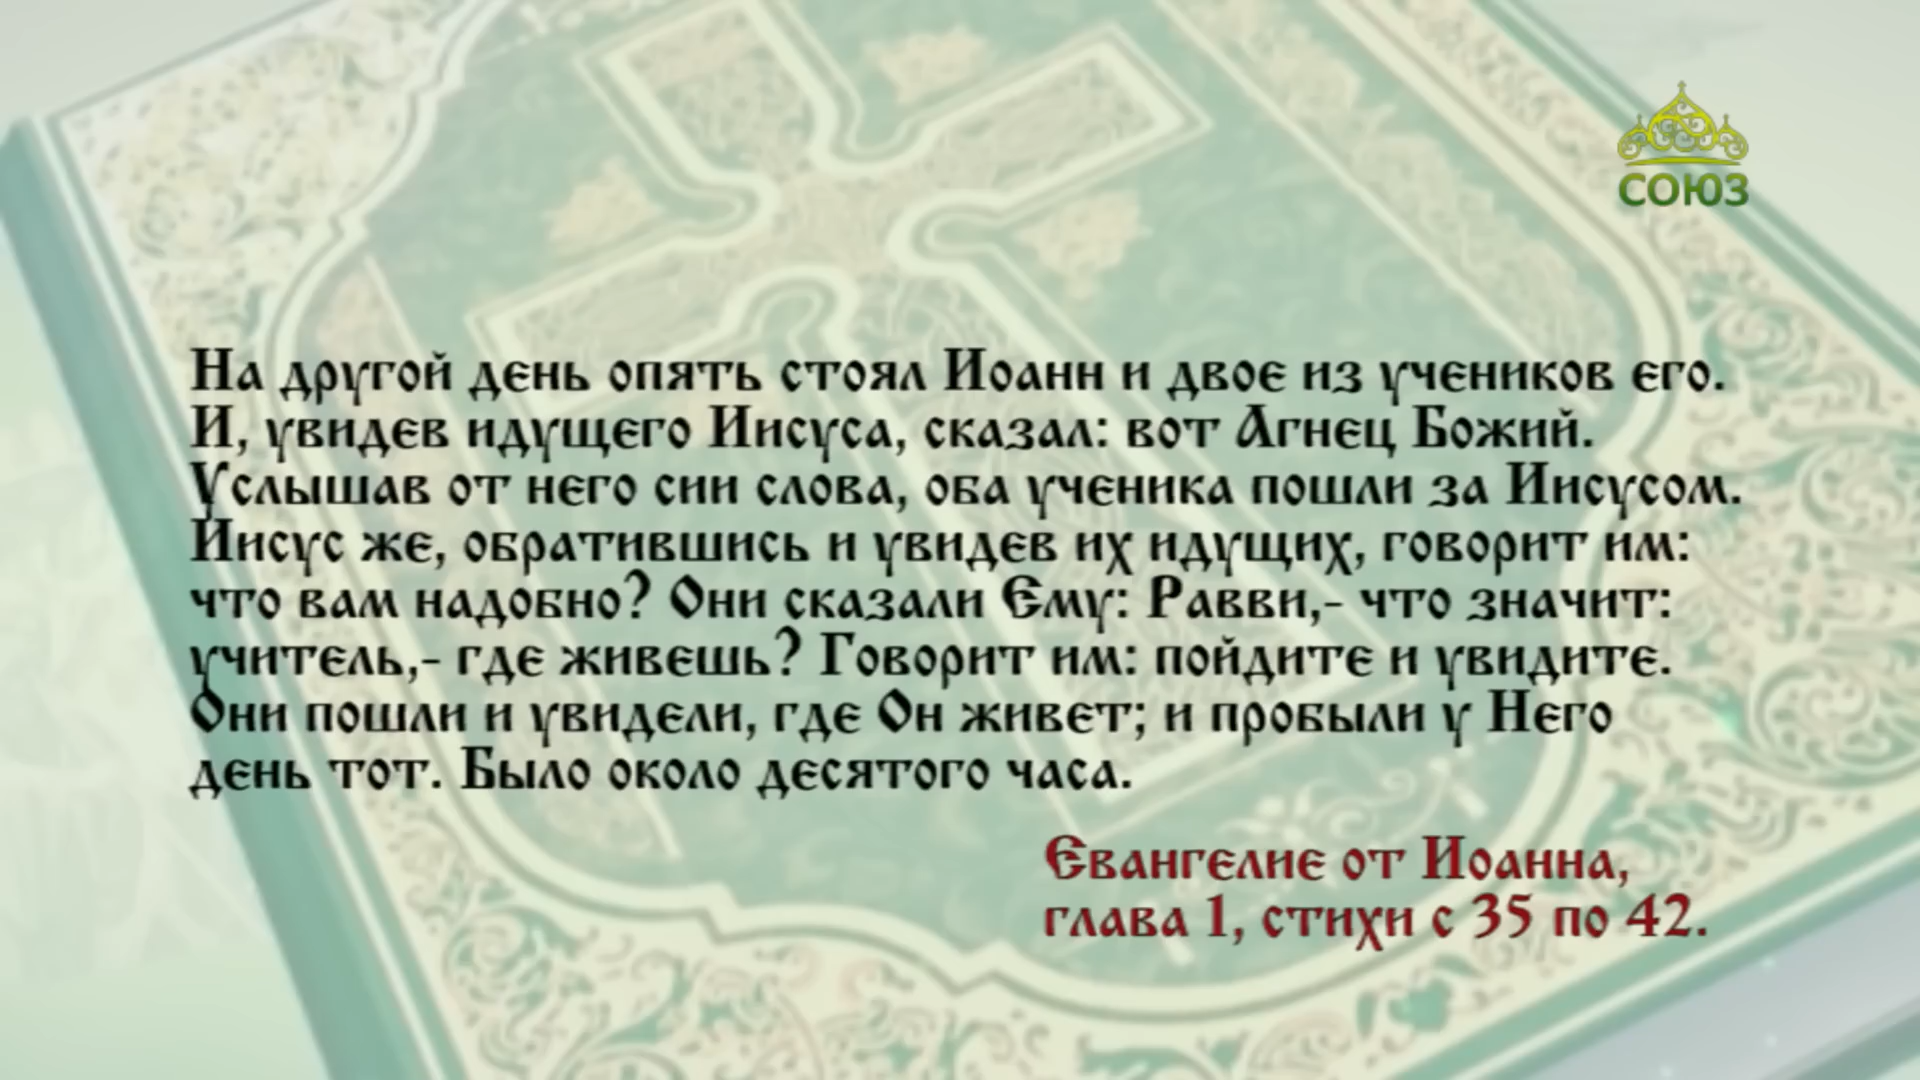 СОЮЗ
На другой день опять стоял Иоанн и двое из учеников его.
И, увидев идущего Иисуса, сказал: вот Агнец Божий.
Услышав от него сии слова, оба ученика пошли за Иисусом.
Иисус же, обратившись и увидев их идущих, говорит им:
что вам надобно? Они сказали Ему: Равви,- что значит:
учитель,- где живешь? Говорит им: пойдите и увидите.
Они пошли и увидели, где Он живет; и пробыли у Него
день тот. Было около десятого часа.
Евангелие от Иоанна,
глава 1, стихи с 35 по 42.